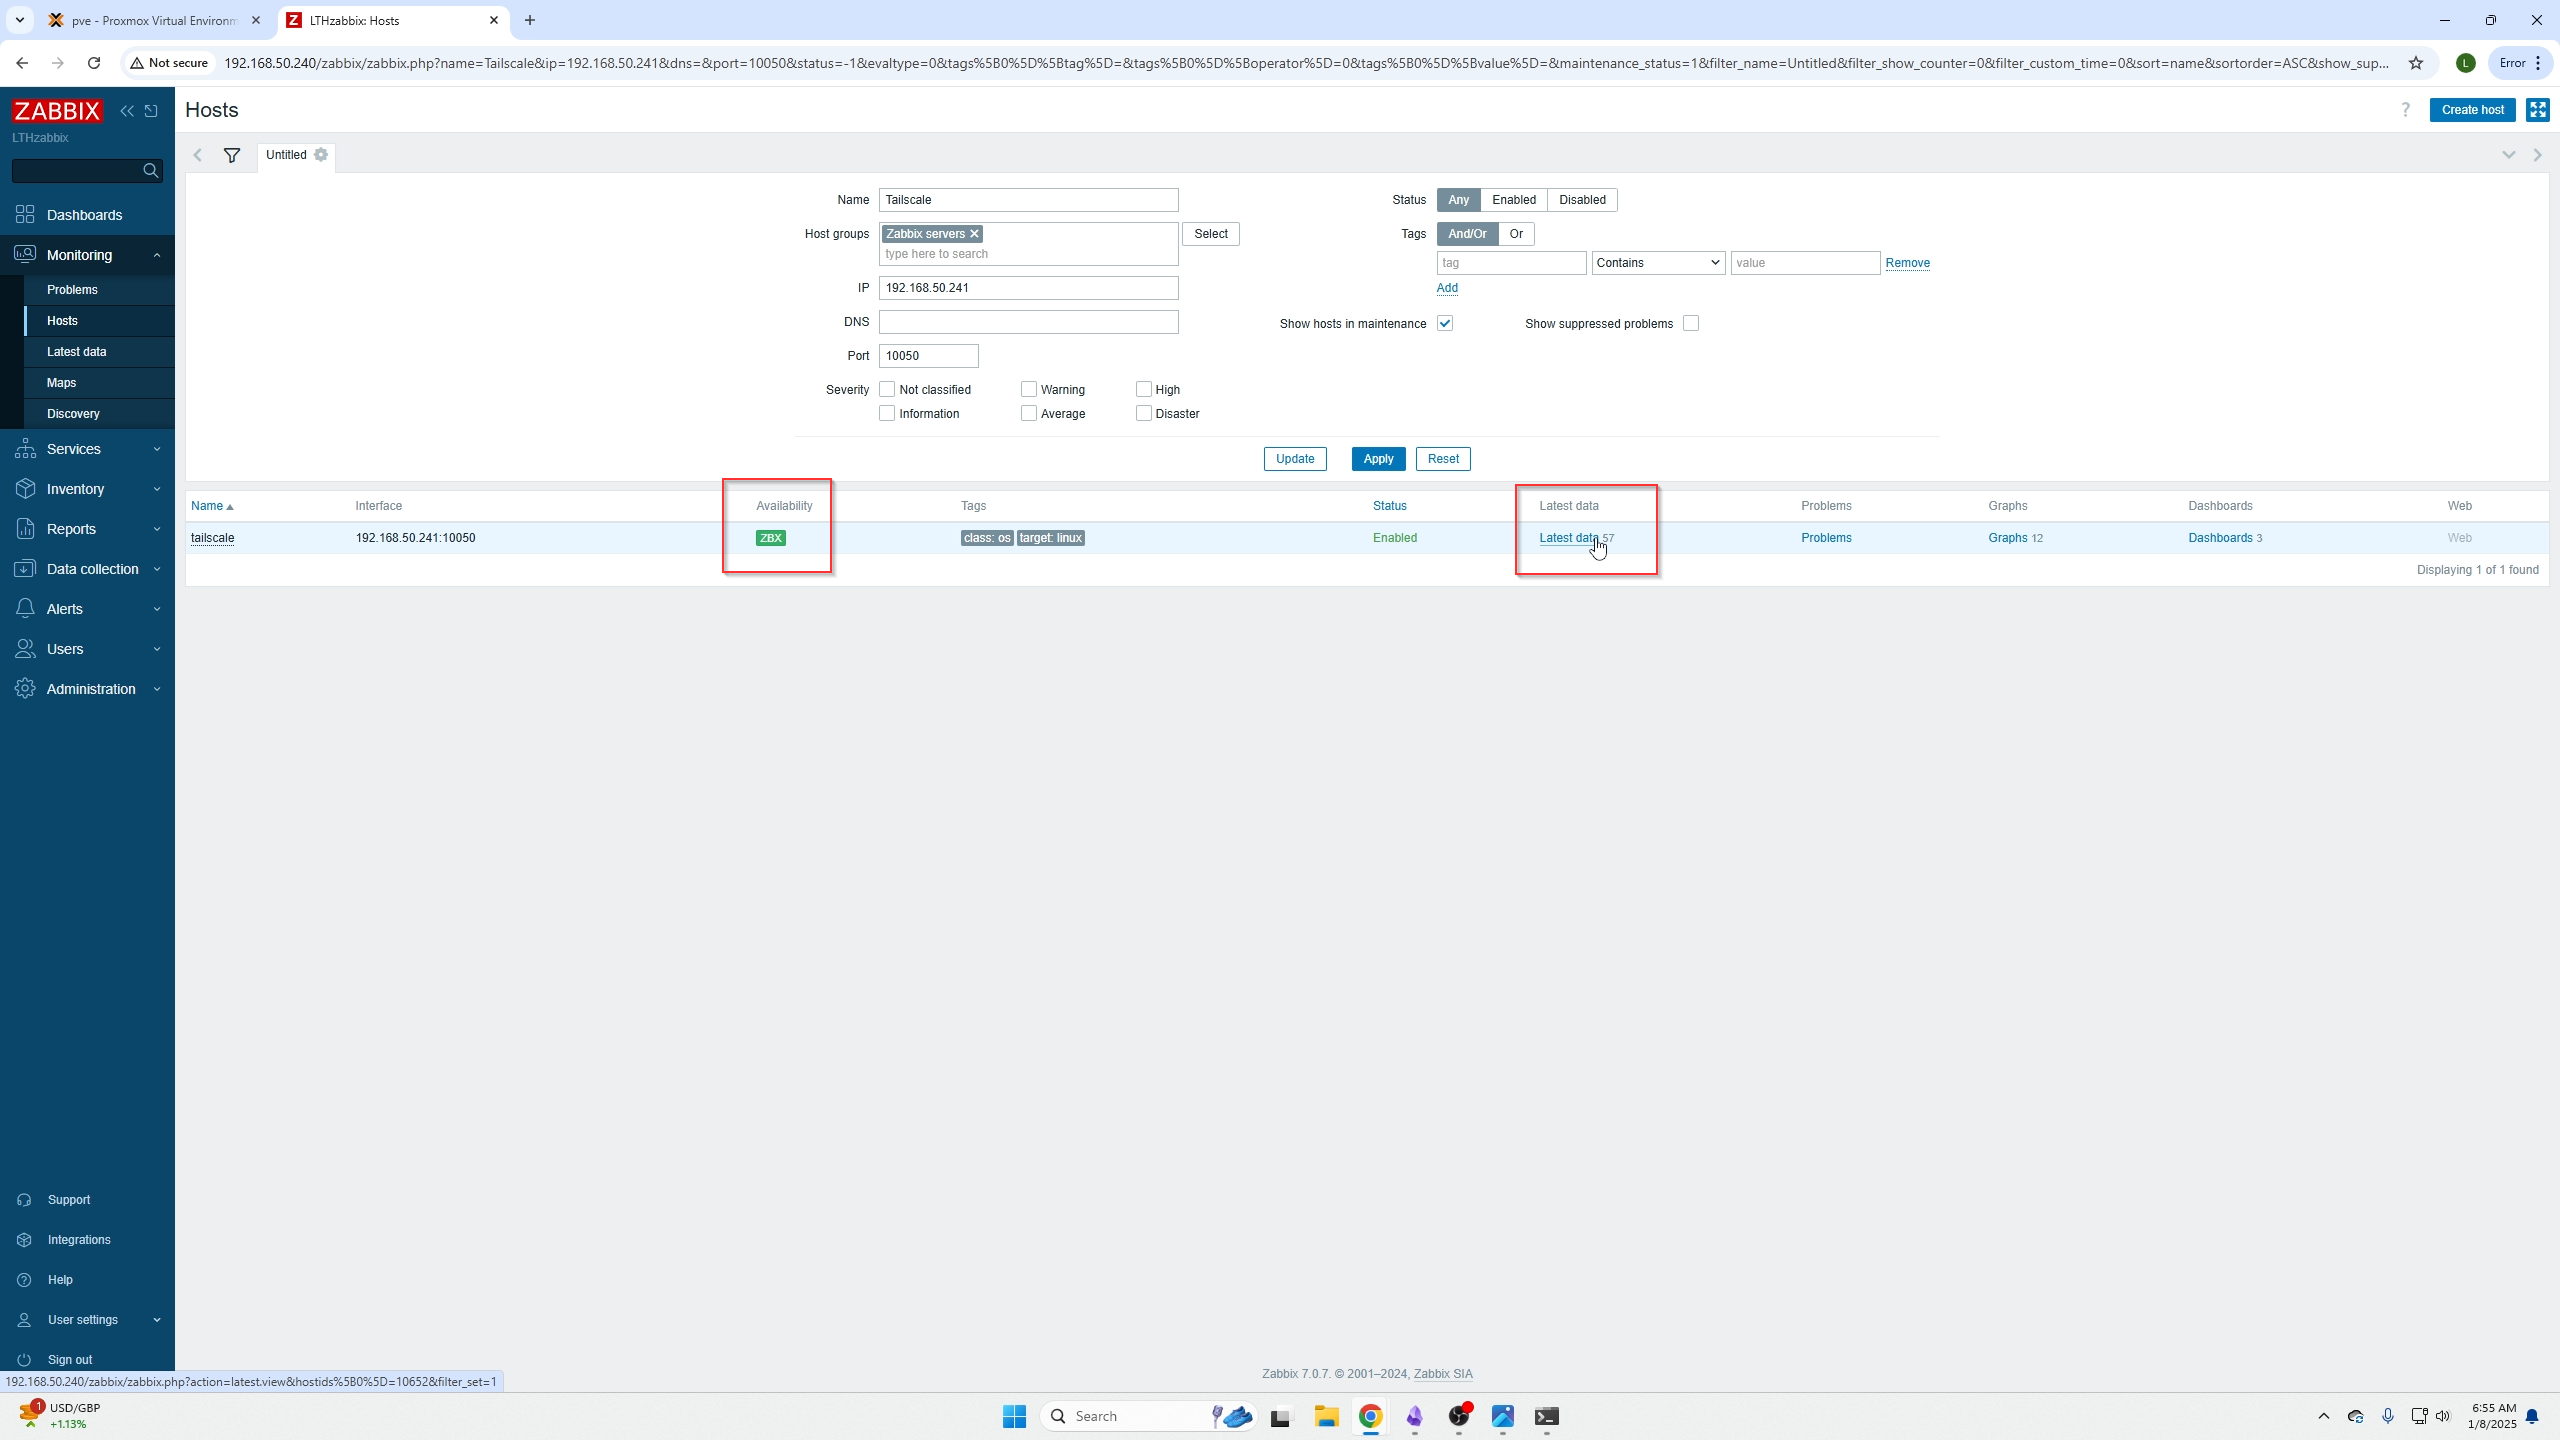 pve - Proxmox Virtual Environm
LTHzabbix: Hosts
Not secure
192.168.50.240/zabbix/zabbix.php?name=Tailscale&ip=192.168.50.241&dns=&port=10050&status=-1&evaltype=0&tags%5B0%5D%5Btag%5D=&tags%5B0%5D%5Boperator%5D=0&tags%5B0%5D%5Bvalue%5D=&maintenance_status=1&filter_name=Untitled&filter_show_counter=0&filter_custom_time=0&sort=name&sortorder=ASC&show_sup...
L
Error
ZABBIX
LTHzabbix
Dashboards
Monitoring
Problems
Hosts
Latest data
Maps
Discovery
Services
Inventory
Reports
Data collection
Alerts
Users
Administration
Support
Integrations
Help
User settings
Sign out
Hosts
?
Create host
Untitled
Name
Tailscale
Host groups
Zabbix servers
type here to search
Select
IP
192.168.50.241
DNS
Port
10050
Severity
Not classified
Warning
High
Information
Average
Disaster
Status
Any
Enabled
Disabled
Tags
And/Or
Or
tag
Contains
value
Remove
Add
Show hosts in maintenance
Show suppressed problems
Update
Apply
Reset
Name Interface Availability Tags Status Latest data Problems Graphs Dashboards Web
tailscale 192.168.50.241:10050 ZBX class: os target: linux Enabled Latest data 57 Problems Graphs 12 Dashboards 3 Web
Displaying 1 of 1 found
Zabbix 7.0.7. © 2001–2024, Zabbix SIA
192.168.50.240/zabbix/zabbix.php?action=latest.view&hostids%5B0%5D=10652&filter_set=1
1
USD/GBP
+1.13%
Search
6:55 AM
1/8/2025